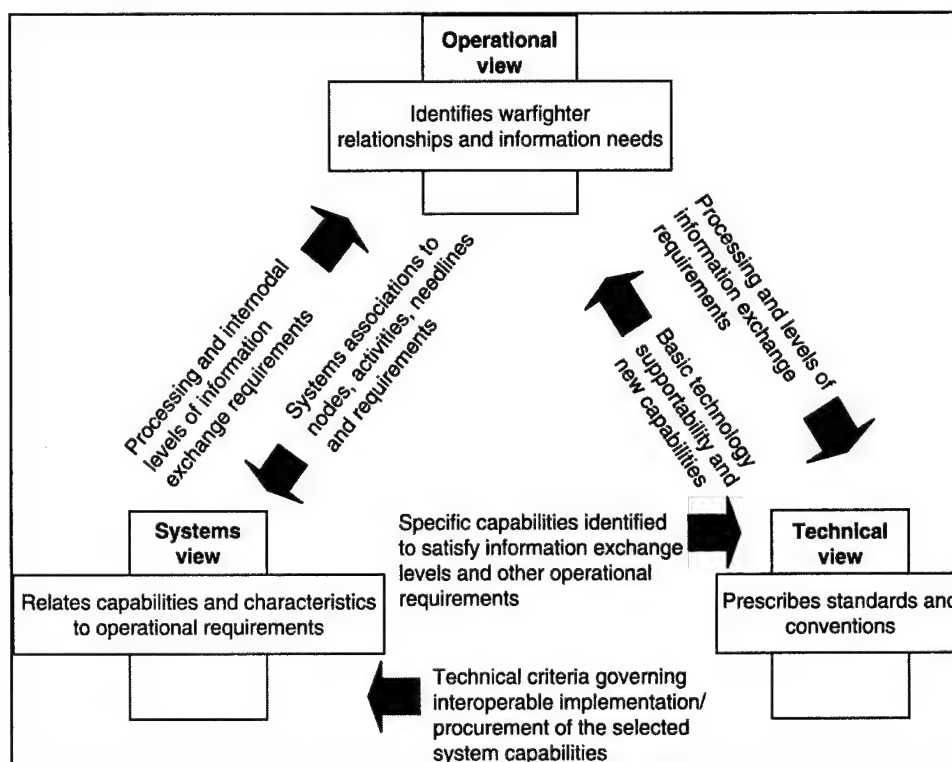 Operational
view
Identifies warfighter
relationships and information needs
Processing and internodal
levels of information
exchange requirements
Systems associations to
nodes, activities, needlines
and requirements
Processing and levels of
information exchange
requirements
Basic technology
supportability and
new capabilities
Systems
view
Relates capabilities and characteristics
to operational requirements
Specific capabilities identified
to satisfy information exchange
levels and other operational
requirements
Technical
view
Prescribes standards and
conventions
Technical criteria governing
interoperable implementation/
procurement of the selected
system capabilities